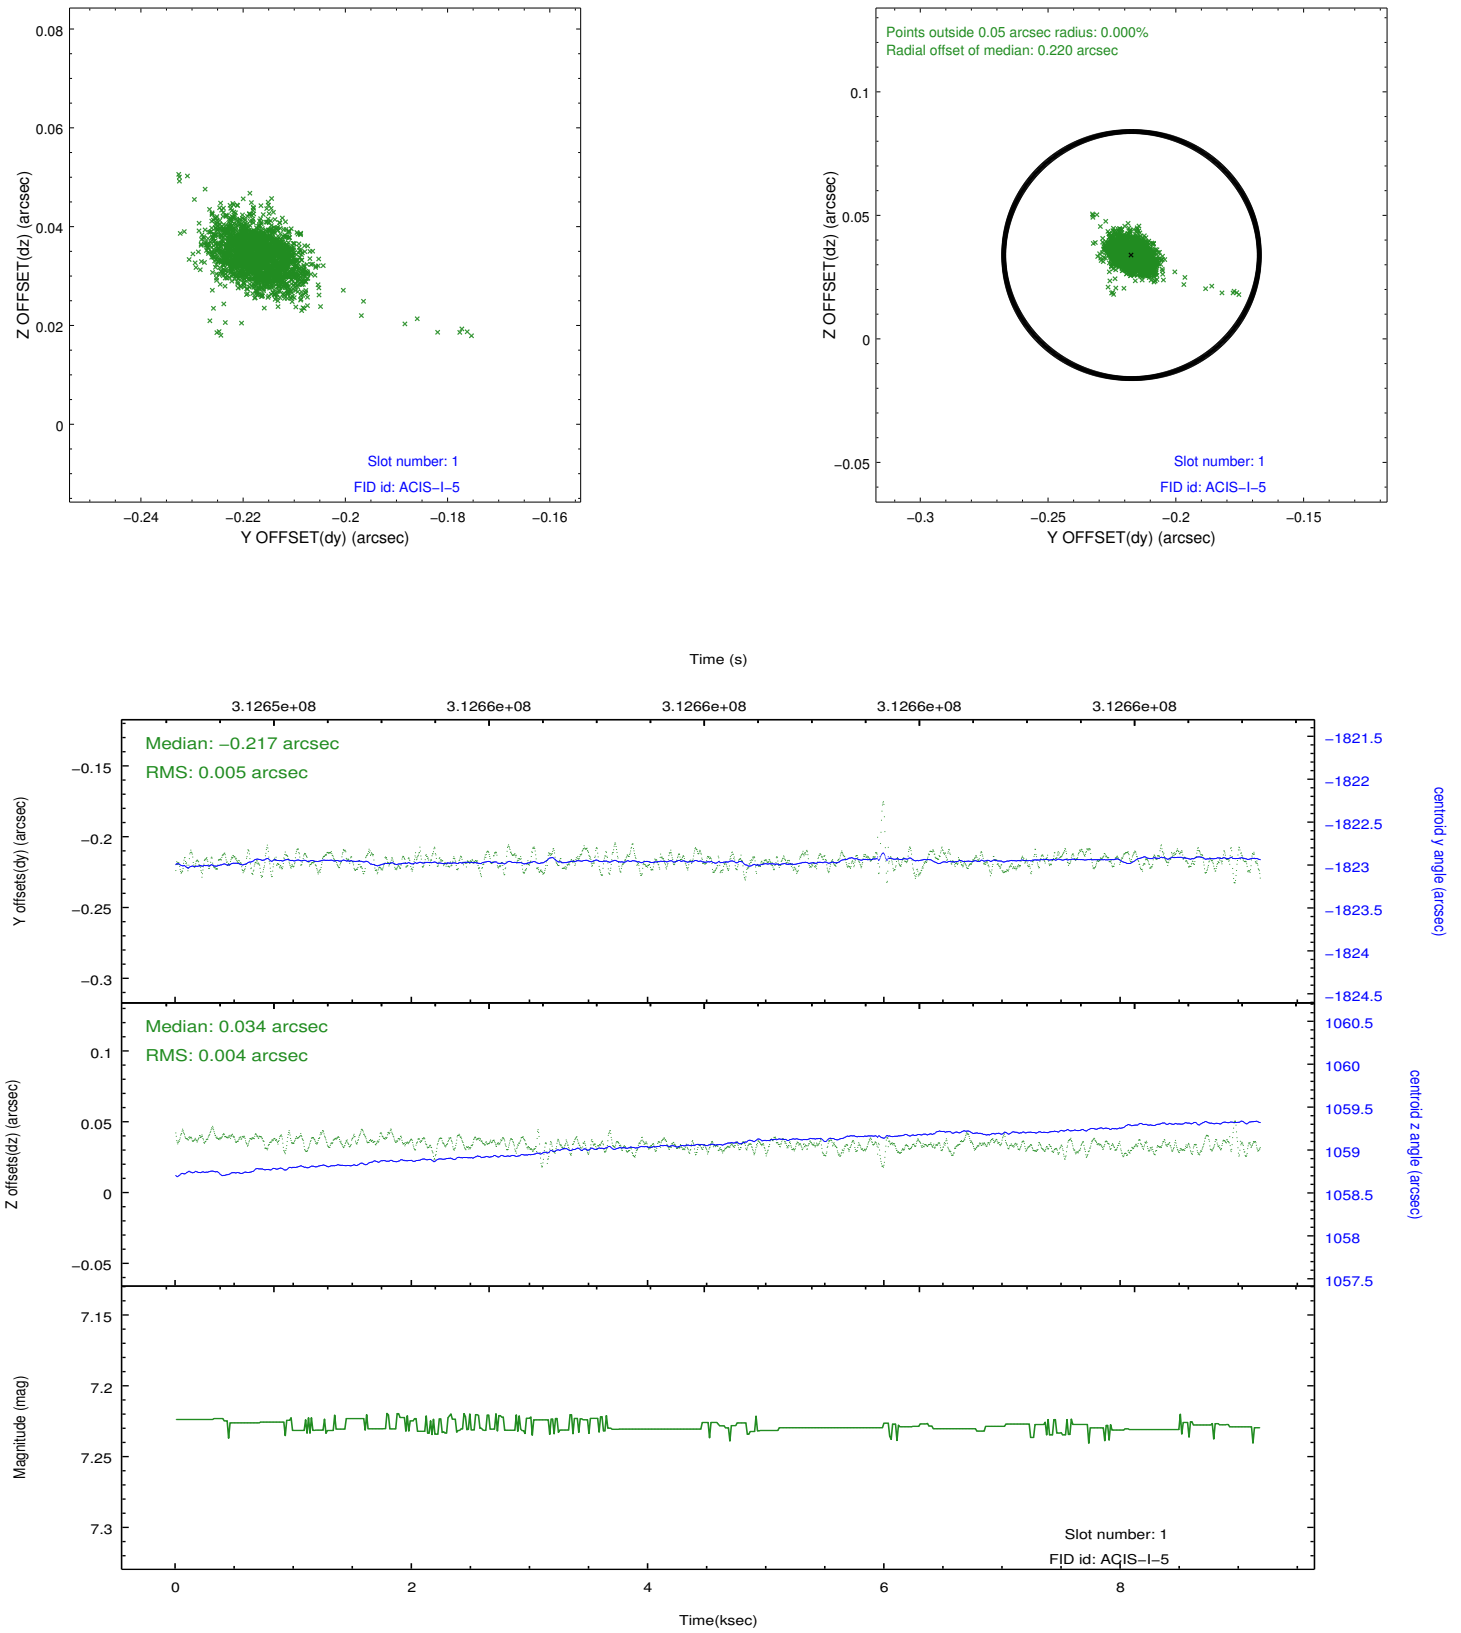 0.08
0.06
0.04
0.02
0
Z OFFSET(dz) (arcsec)
Slot number: 1
FID id: ACIS−I−5
−0.24 −0.22 −0.2 −0.18 −0.16
Y OFFSET(dy) (arcsec)
Points outside 0.05 arcsec radius: 0.000%
Radial offset of median: 0.220 arcsec
0.1
0.05
0
−0.05
Z OFFSET(dz) (arcsec)
Slot number: 1
FID id: ACIS−I−5
−0.3 −0.25 −0.2 −0.15
Y OFFSET(dy) (arcsec)
Time (s)
3.1265e+08 3.1266e+08 3.1266e+08 3.1266e+08 3.1266e+08
Median: −0.217 arcsec
RMS: 0.005 arcsec
−0.15
−0.2
−0.25
−0.3
Y offsets(dy) (arcsec)
−1821.5
−1822
−1822.5
−1823
−1823.5
−1824
−1824.5
centroid y angle (arcsec)
Median: 0.034 arcsec
RMS: 0.004 arcsec
0.1
0.05
0
−0.05
Z offsets(dz) (arcsec)
1060.5
1060
1059.5
1059
1058.5
1058
1057.5
centroid z angle (arcsec)
7.15
7.2
7.25
7.3
Magnitude (mag)
Slot number: 1
FID id: ACIS−I−5
0 2 4 6 8
Time(ksec)